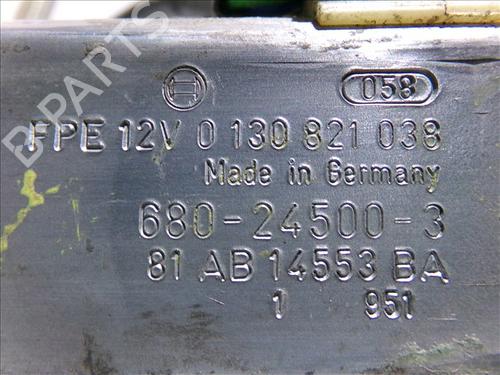 B-PARTS
058
FPE 12V 0 130 821 038
Made in Germany
680-24500-3
81 AB 14553 BA
1 951